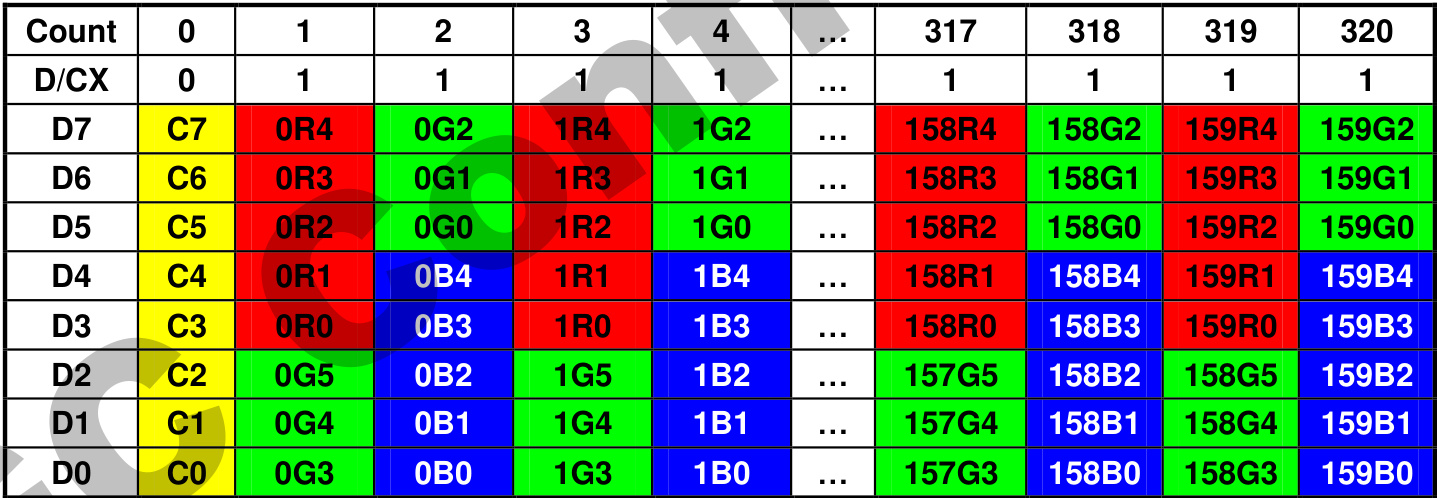 Count 0 1 2 3 4 ... 317 318 319 320
D/CX 0 1 1 1 1 ... 1 1 1 1
D7 C7 0R4 0G2 1R4 1G2 ... 158R4 158G2 159R4 159G2
D6 C6 0R3 0G1 1R3 1G1 ... 158R3 158G1 159R3 159G1
D5 C5 0R2 0G0 1R2 1G0 ... 158R2 158G0 159R2 159G0
D4 C4 0R1 0B4 1R1 1B4 ... 158R1 158B4 159R1 159B4
D3 C3 0R0 0B3 1R0 1B3 ... 158R0 158B3 159R0 159B3
D2 C2 0G5 0B2 1G5 1B2 ... 157G5 158B2 158G5 159B2
D1 C1 0G4 0B1 1G4 1B1 ... 157G4 158B1 158G4 159B1
D0 C0 0G3 0B0 1G3 1B0 ... 157G3 158B0 158G3 159B0